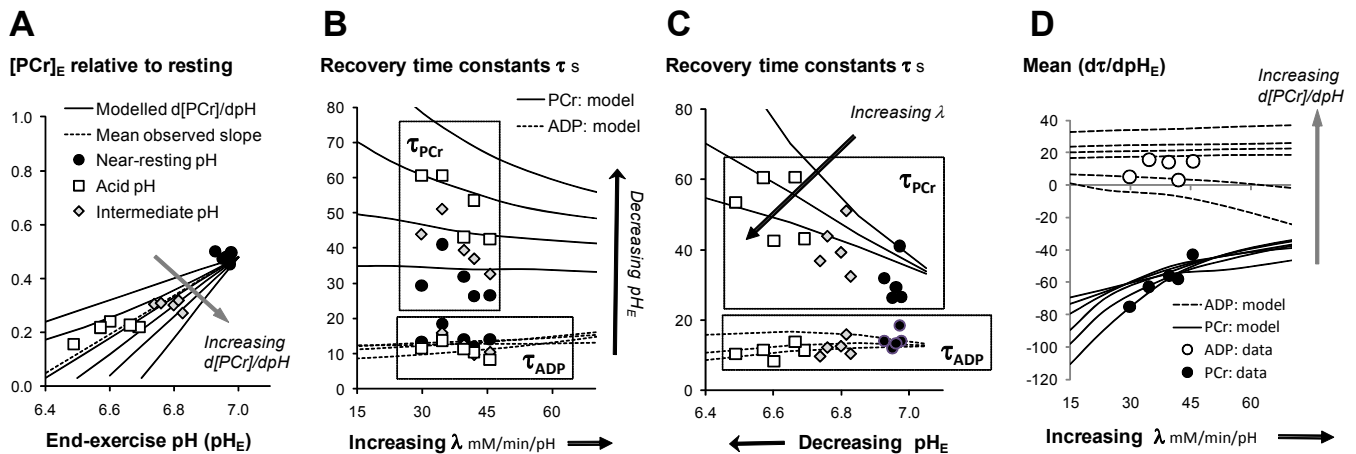 A
[PCr]E relative to resting
Modelled d[PCr]/dpH
Mean observed slope
Near-resting pH
Acid pH
Intermediate pH
1.0
0.8
0.6
0.4
0.2
0.0
Increasing
d[PCr]/dpH
6.4
6.6
6.8
7.0
End-exercise pH (pHE)
B
Recovery time constants τ s
PCr: model
ADP: model
80
70
60
50
40
30
20
10
0
τPCr
τADP
Decreasing pHE
15
30
45
60
Increasing λ mM/min/pH
C
Recovery time constants τ s
Increasing λ
80
60
40
20
0
τPCr
τADP
6.4
6.6
6.8
7.0
Decreasing pHE
D
Mean (dτ/dpHE)
Increasing
d[PCr]/dpH
40
20
0
-20
-40
-60
-80
-100
-120
ADP: model
PCr: model
ADP: data
PCr: data
15
30
45
60
Increasing λ mM/min/pH